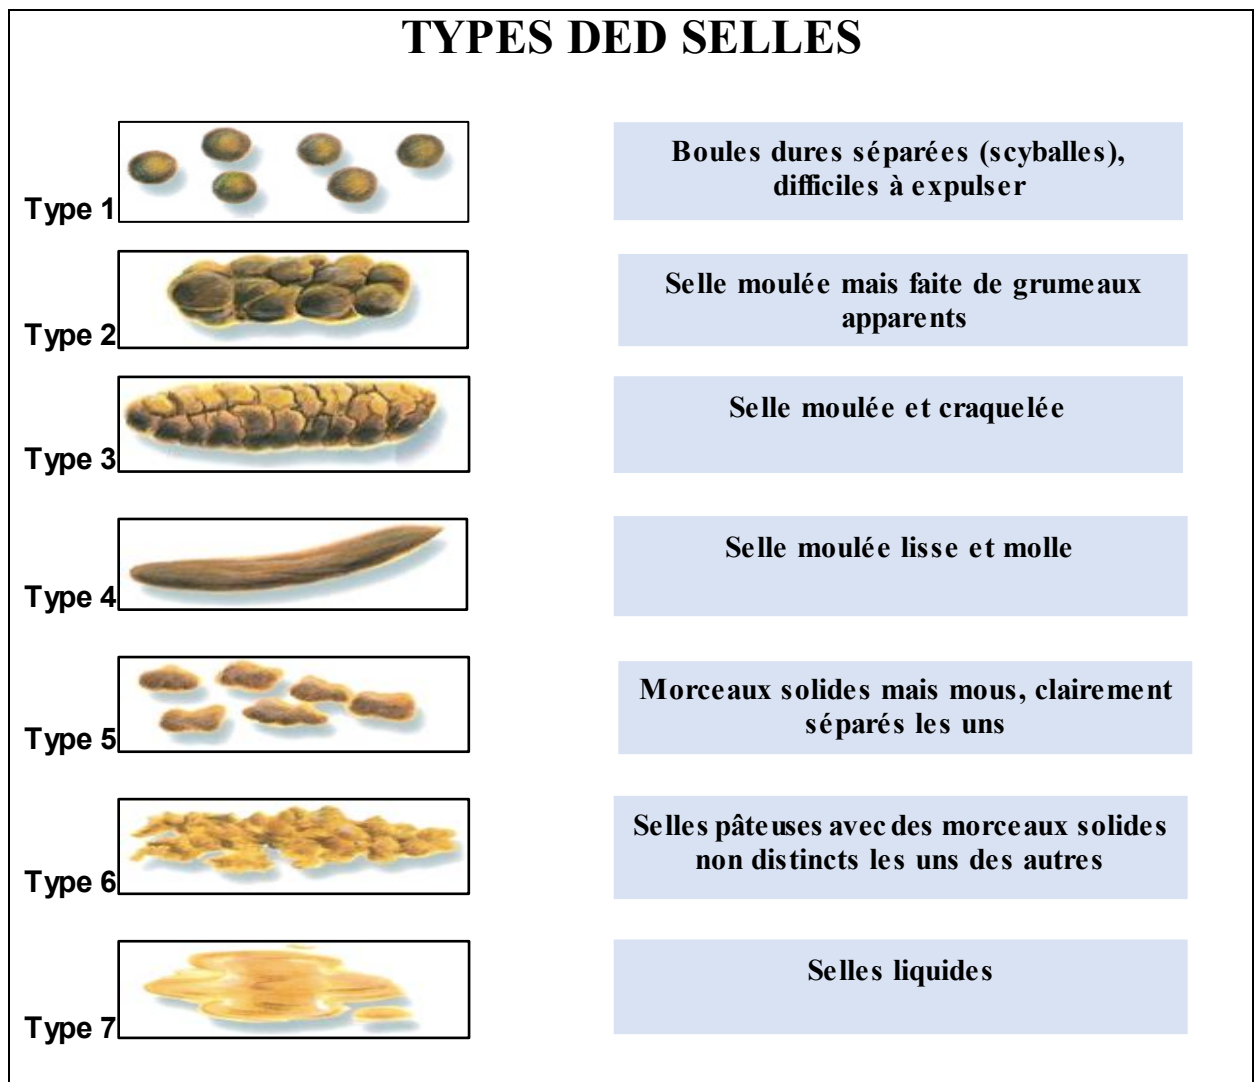 TYPES DED SELLES
Type 1
Boules dures séparées (scyballes),
difficiles à expulser
Type 2
Selle moulée mais faite de grumeaux
apparents
Type 3
Selle moulée et craquelée
Type 4
Selle moulée lisse et molle
Type 5
Morceaux solides mais mous, clairement
séparés les uns
Type 6
Selles pâteuses avec des morceaux solides
non distincts les uns des autres
Type 7
Selles liquides